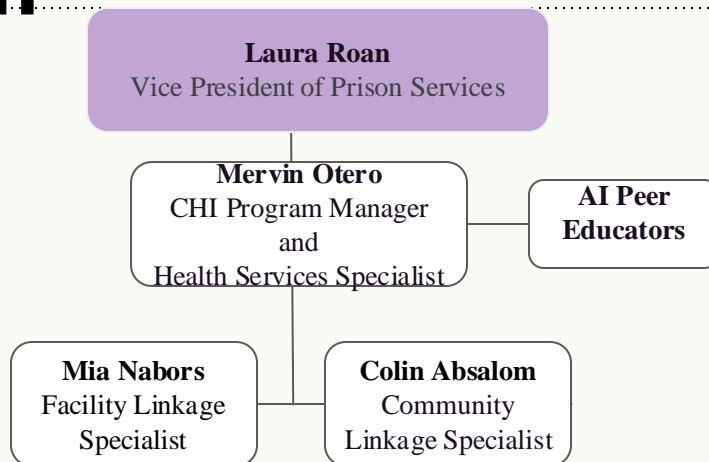 Laura Roan
Vice President of Prison Services
Mervin Otero
CHI Program Manager
and
Health Services Specialist
AI Peer
Educators
Mia Nabors
Facility Linkage
Specialist
Colin Absalom
Community
Linkage Specialist